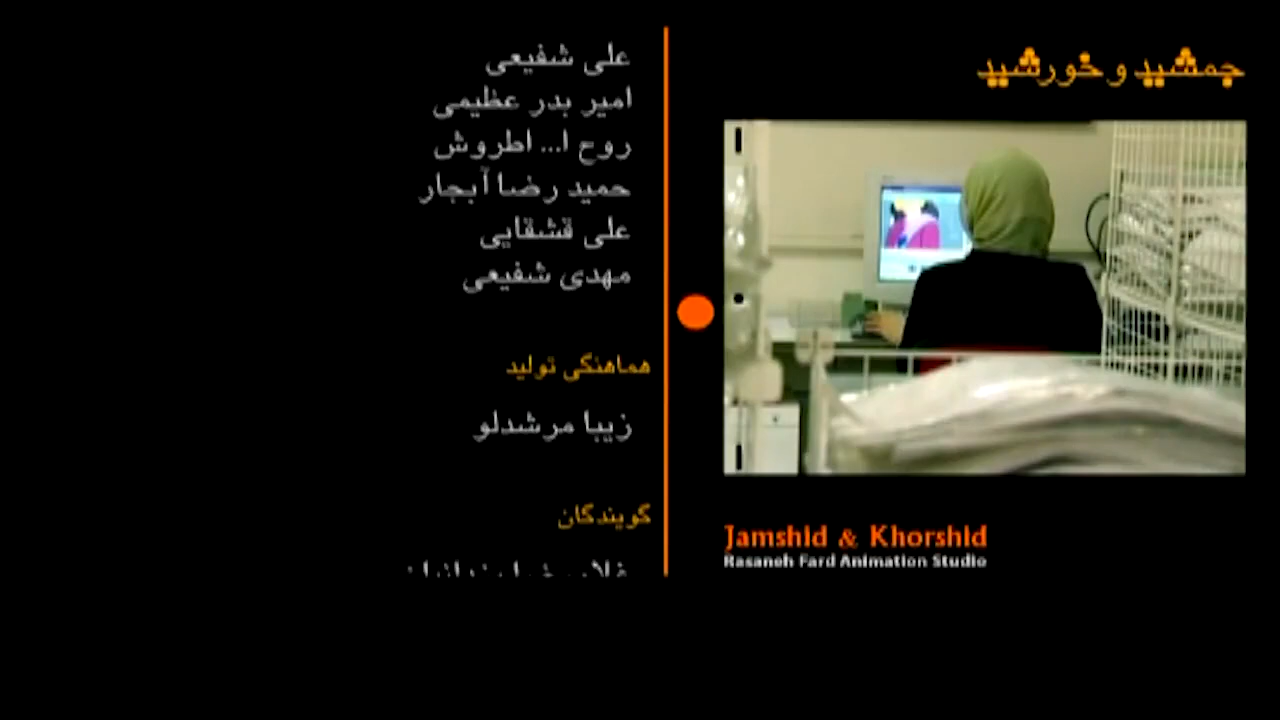 جمشید و خورشید
علی شفیعی
امیر بدر عظیمی
روح ا... اطروش
حمید رضا آبجار
علی قشقایی
مهدی شفیعی
هماهنگی تولید
زیبا مرشدلو
گویندگان
Jamshid & Khorshid
Rasaneh Fard Animation Studio